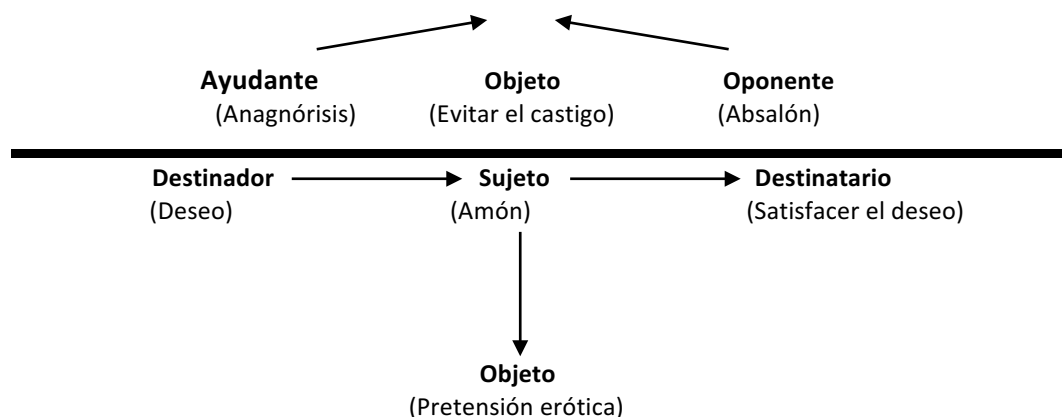 Ayudante Objeto Oponente
(Anagnórisis) (Evitar el castigo) (Absalón)
Destinador Sujeto Destinatario
(Deseo) (Amón) (Satisfacer el deseo)
Objeto
(Pretensión erótica)